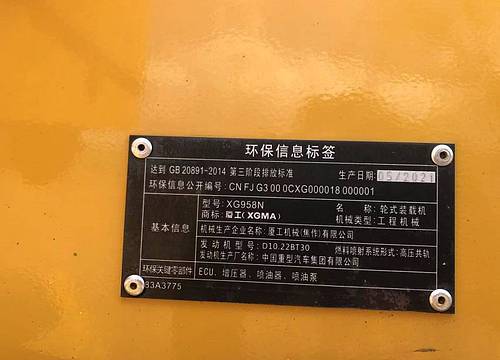 环保信息标签
达到 GB 20891-2014 第三阶段排放标准 生产日期: 05/2021
环保信息公开编号: CN FJ G3 00 0CXG000018 000001
型号: XG958N 名称: 轮式装载机
商标: 厦工(XGMA) 机械类型: 工程机械
基本信息
机械生产企业名称: 厦工机械(焦作)有限公司
发动机型号: D10.22BT30 燃料喷射系统形式: 高压共轨
发动机生产厂名称: 中国重型汽车集团有限公司
环保关键零部件 ECU、增压器、喷油器、喷油泵
83A3775